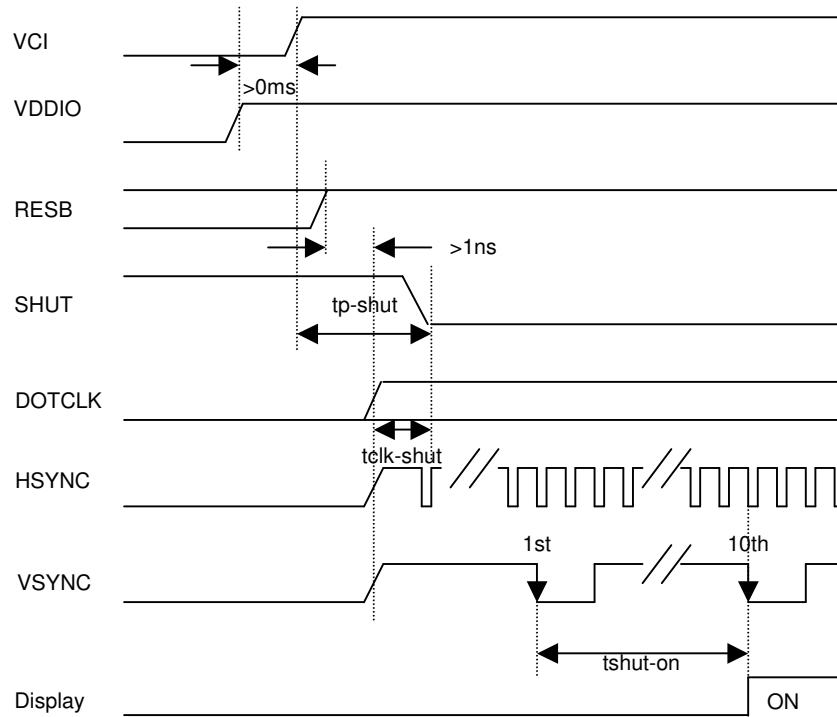 VCI
>0ms
VDDIO
RESB
>1ns
SHUT
tp-shut
DOTCLK
tclk-shut
HSYNC
1st
10th
VSYNC
tshut-on
Display
ON